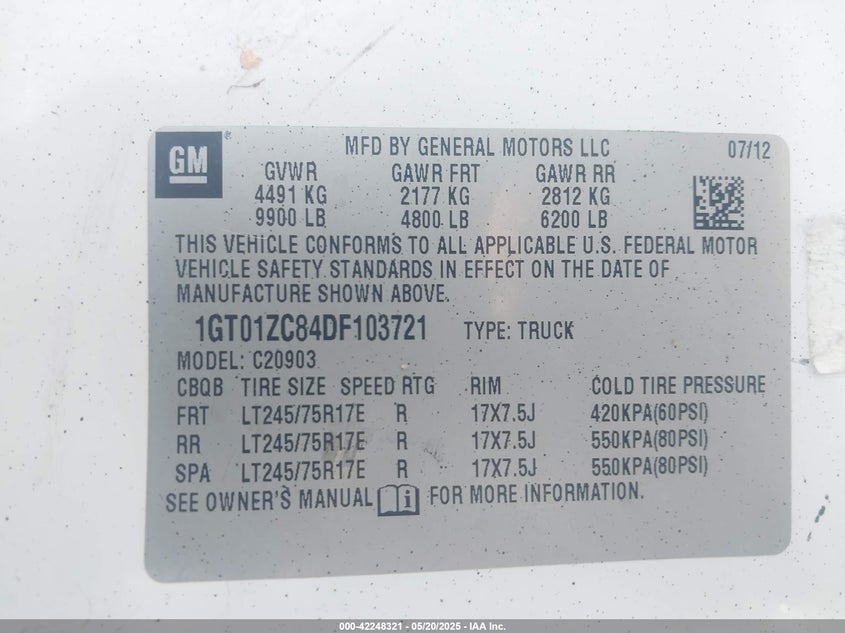 GM ®
MFD BY GENERAL MOTORS LLC 07/12
GVWR GAWR FRT GAWR RR
4491 KG 2177 KG 2812 KG
9900 LB 4800 LB 6200 LB
THIS VEHICLE CONFORMS TO ALL APPLICABLE U.S. FEDERAL MOTOR
VEHICLE SAFETY STANDARDS IN EFFECT ON THE DATE OF
MANUFACTURE SHOWN ABOVE.
1GT01ZC84DF103721 TYPE: TRUCK
MODEL: C20903
CBQB TIRE SIZE SPEED RTG RIM COLD TIRE PRESSURE
FRT LT245/75R17E R 17X7.5J 420KPA(60PSI)
RR LT245/75R17E R 17X7.5J 550KPA(80PSI)
SPA LT245/75R17E R 17X7.5J 550KPA(80PSI)
SEE OWNER'S MANUAL i FOR MORE INFORMATION.
000-42248321 - 05/20/2025 - IAA Inc.